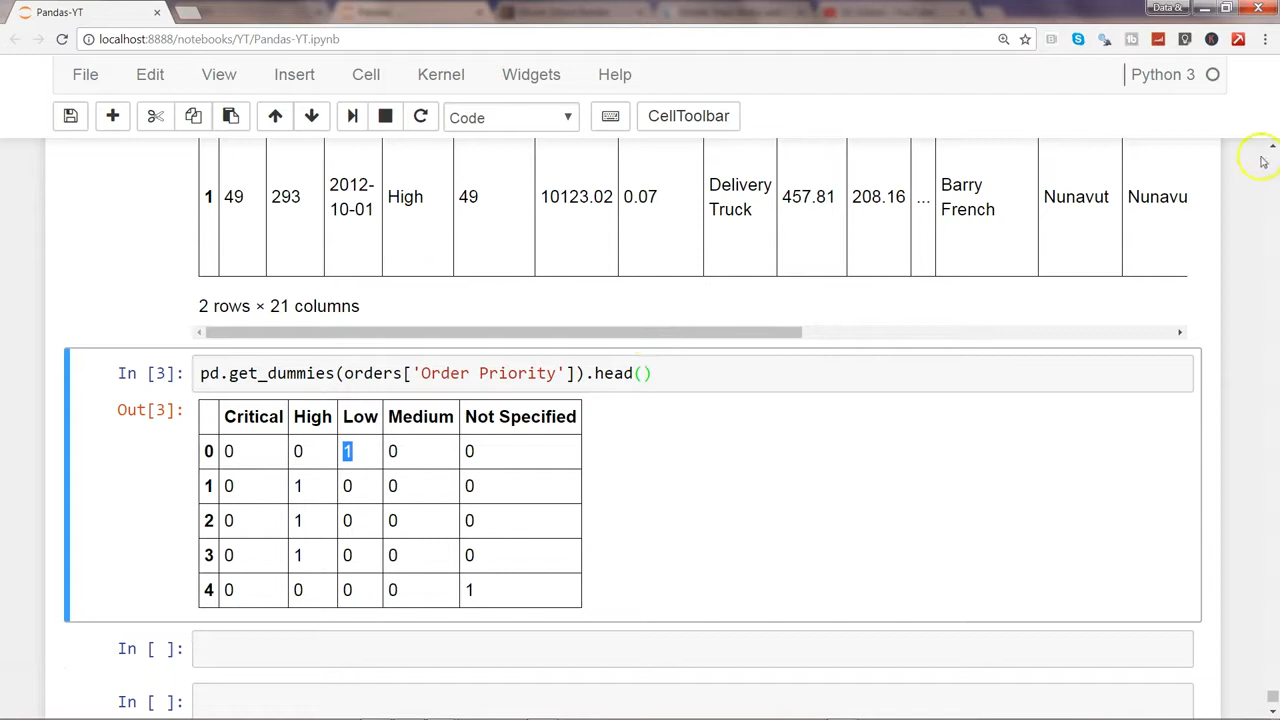 Pandas-YT
Data &
localhost:8888/notebooks/YT/Pandas-YT.ipynb
File Edit View Insert Cell Kernel Widgets Help Python 3
Code CellToolbar
1 49 293 2012-10-01 High 49 10123.02 0.07 Delivery Truck 457.81 208.16 ... Barry French Nunavut Nunavu
2 rows × 21 columns
In [3]: pd.get_dummies(orders['Order Priority']).head()
Out[3]:
Critical High Low Medium Not Specified
0 0 0 1 0 0
1 0 1 0 0 0
2 0 1 0 0 0
3 0 1 0 0 0
4 0 0 0 0 1
In [ ]:
In [ ]: